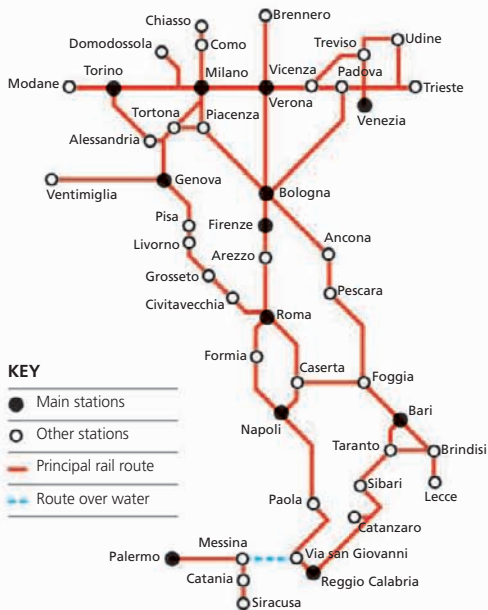 Chiasso
Brennero
Domodossola
Como
Treviso
Udine
Modane
Torino
Milano
Vicenza
Padova
Verona
Trieste
Tortona
Piacenza
Venezia
Alessandria
Genova
Bologna
Ventimiglia
Pisa
Firenze
Ancona
Livorno
Arezzo
Grosseto
Pescara
Civitavecchia
Roma
Formia
Caserta
Foggia
KEY
Main stations
Other stations
Principal rail route
Route over water
Napoli
Bari
Taranto
Brindisi
Sibari
Lecce
Paola
Catanzaro
Messina
Palermo
Via san Giovanni
Catania
Reggio Calabria
Siracusa